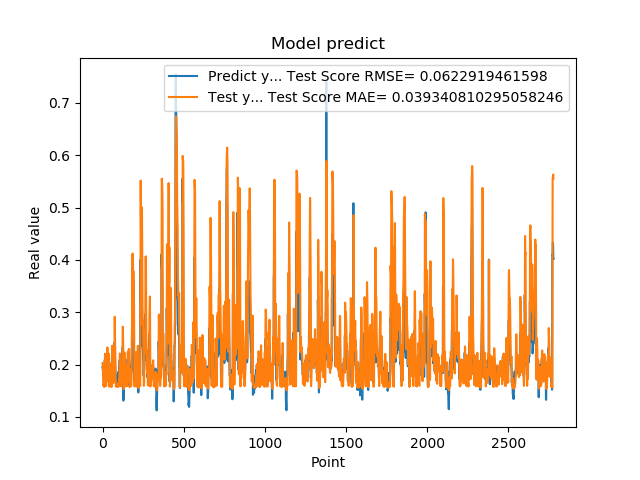 Model predict
Predict y... Test Score RMSE= 0.0622919461598
Test y... Test Score MAE= 0.039340810295058246
0.7
0.6
0.5
0.4
0.3
0.2
0.1
Real value
0 500 1000 1500 2000 2500
Point